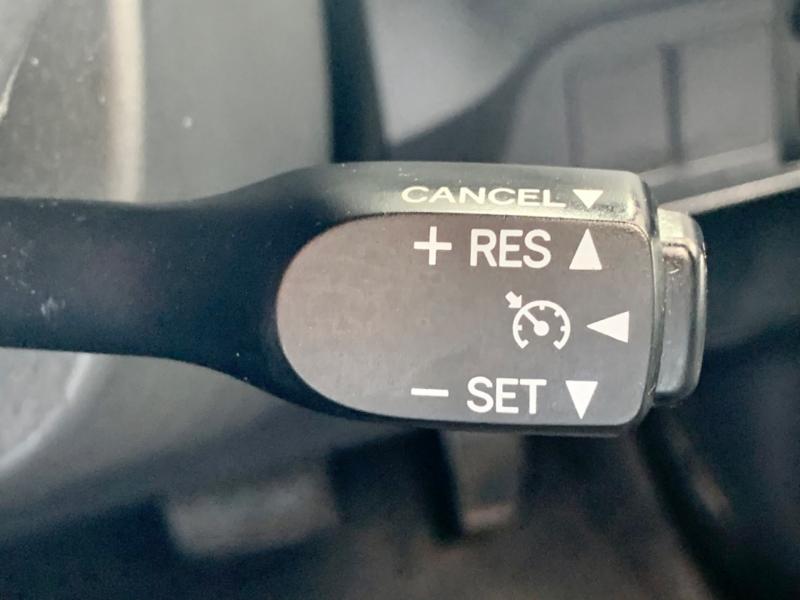 CANCEL ▼
+ RES ▲
◀
− SET ▼